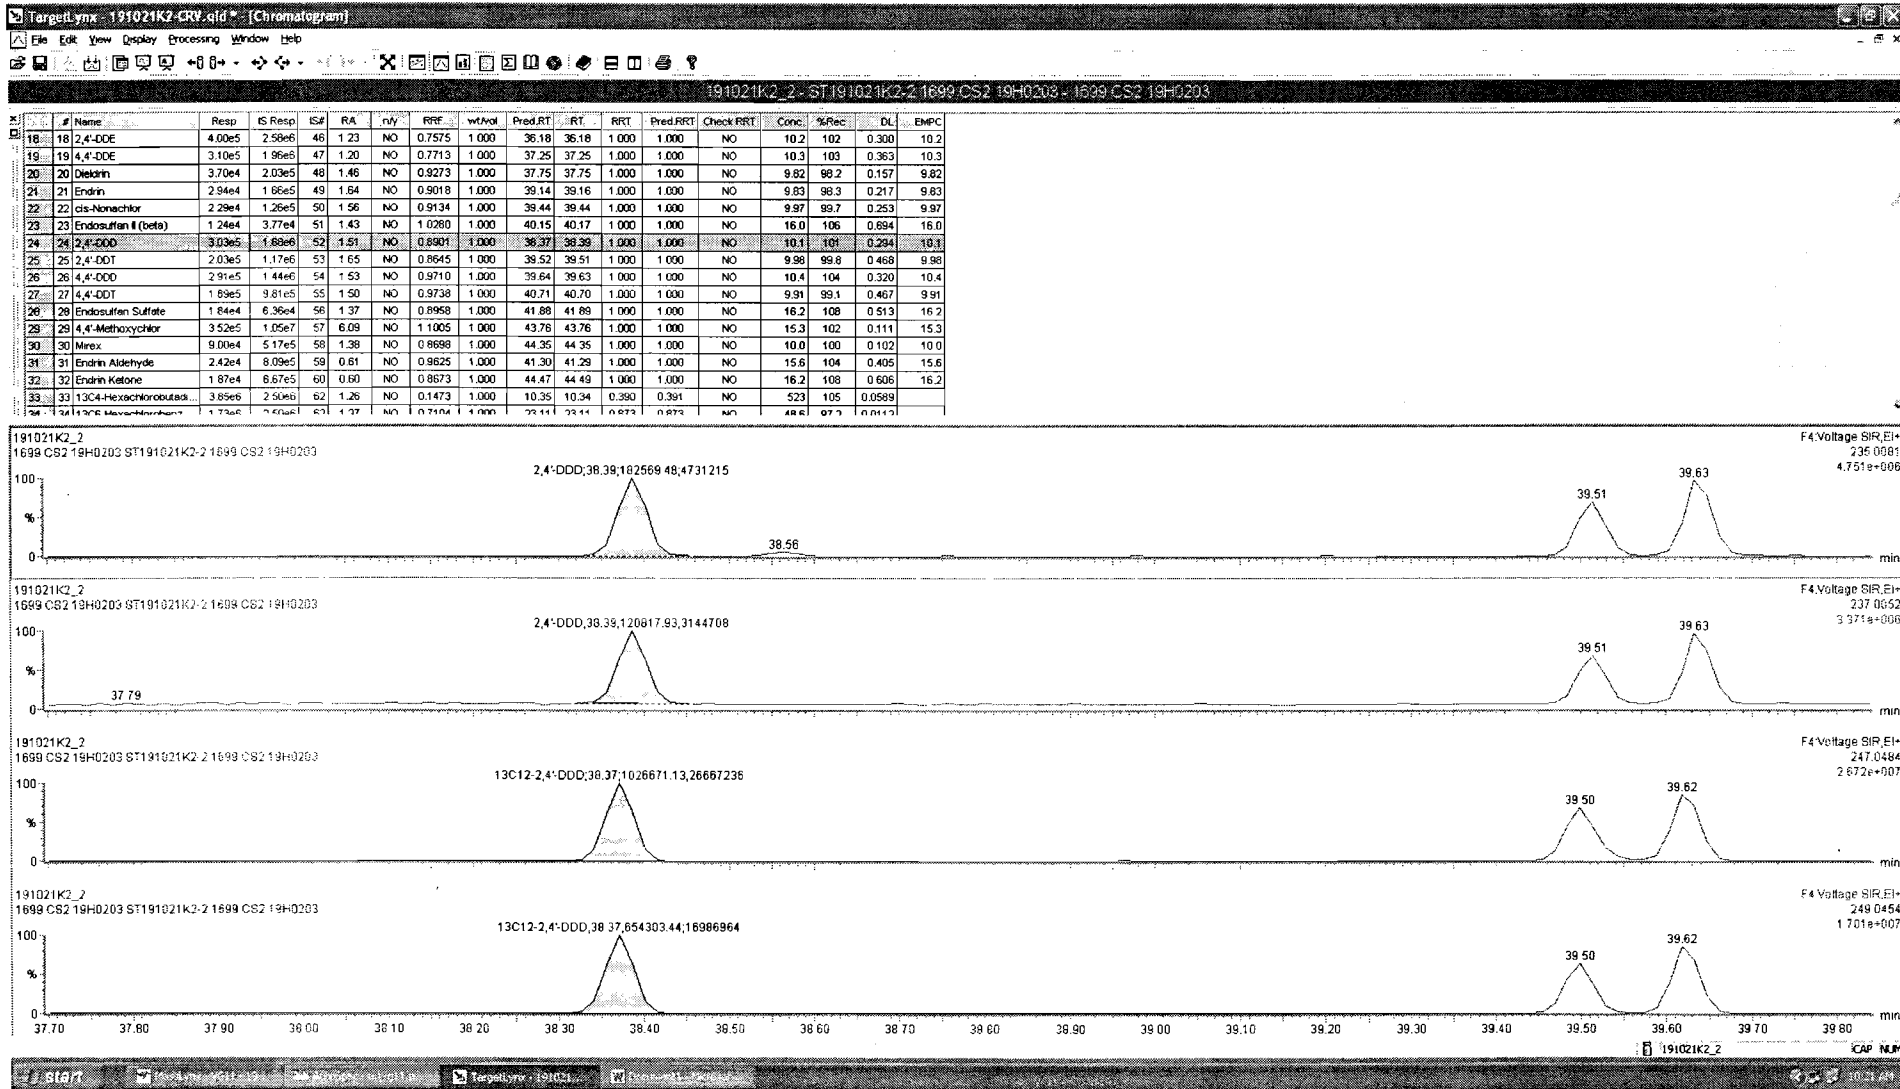 TargetLynx - 191021K2-CRV.qld * - [Chromatogram]
File Edit View Display Processing Window Help
191021K2_2 - ST191021K2-2 1699 CS2 19H0203 - 1699 CS2 19H0203
# Name Resp IS Resp IS# RA n/y RRF wt/vol Pred.RT RT RRT Pred.RRT Check RRT Conc. %Rec DL EMPC
18 18 2,4'-DDE 4.00e5 2.58e6 46 1.23 NO 0.7575 1.000 36.18 36.18 1.000 1.000 NO 10.2 102 0.300 10.2
19 19 4,4'-DDE 3.10e5 1.96e6 47 1.20 NO 0.7713 1.000 37.25 37.25 1.000 1.000 NO 10.3 103 0.363 10.3
20 20 Dieldrin 3.70e4 2.03e5 48 1.46 NO 0.9273 1.000 37.75 37.75 1.000 1.000 NO 9.82 98.2 0.157 9.82
21 21 Endrin 2.94e4 1.66e5 49 1.64 NO 0.9018 1.000 39.14 39.16 1.000 1.000 NO 9.83 98.3 0.217 9.83
22 22 cis-Nonachlor 2.29e4 1.26e5 50 1.56 NO 0.9134 1.000 39.44 39.44 1.000 1.000 NO 9.97 99.7 0.253 9.97
23 23 Endosulfan II (beta) 1.24e4 3.77e4 51 1.43 NO 1.0280 1.000 40.15 40.17 1.000 1.000 NO 16.0 106 0.694 16.0
24 24 2,4'-DDD 3.03e5 1.68e6 52 1.51 NO 0.8901 1.000 38.37 38.39 1.000 1.000 NO 10.1 101 0.294 10.1
25 25 2,4'-DDT 2.03e5 1.17e6 53 1.65 NO 0.8645 1.000 39.52 39.51 1.000 1.000 NO 9.98 99.8 0.468 9.98
26 26 4,4'-DDD 2.91e5 1.44e6 54 1.53 NO 0.9710 1.000 39.64 39.63 1.000 1.000 NO 10.4 104 0.320 10.4
27 27 4,4'-DDT 1.89e5 9.81e5 55 1.50 NO 0.9738 1.000 40.71 40.70 1.000 1.000 NO 9.91 99.1 0.467 9.91
28 28 Endosulfan Sulfate 1.84e4 6.36e4 56 1.37 NO 0.8958 1.000 41.88 41.89 1.000 1.000 NO 16.2 108 0.513 16.2
29 29 4,4'-Methoxychlor 3.52e5 1.05e7 57 6.09 NO 1.1005 1.000 43.76 43.76 1.000 1.000 NO 15.3 102 0.111 15.3
30 30 Mirex 9.00e4 5.17e5 58 1.38 NO 0.8698 1.000 44.35 44.35 1.000 1.000 NO 10.0 100 0.102 10.0
31 31 Endrin Aldehyde 2.42e4 8.09e5 59 0.61 NO 0.9625 1.000 41.30 41.29 1.000 1.000 NO 15.6 104 0.405 15.6
32 32 Endrin Ketone 1.87e4 6.67e5 60 0.60 NO 0.8673 1.000 44.47 44.49 1.000 1.000 NO 16.2 108 0.606 16.2
33 33 13C4-Hexachlorobutadi... 3.85e6 2.50e6 62 1.26 NO 0.1473 1.000 10.35 10.34 0.390 0.391 NO 523 105 0.0589
34 34 1.37 NO 0.7104 1.000 23.11 23.11 0.873 0.873 NO 48.6 97.2
191021K2_2
1699 CS2 19H0203 ST191021K2-2 1699 CS2 19H0203
F4:Voltage SIR,EI+
235.0081
4.751e+006
2,4'-DDD;38.39;182569.48;4731215
100
%
0
38.56
39.51
39.63
min
191021K2_2
1699 CS2 19H0203 ST191021K2-2 1699 CS2 19H0203
F4:Voltage SIR,EI+
237.0052
3.371e+006
2,4'-DDD;38.39;120817.93;3144708
100
%
0
37.79
39.51
39.63
min
191021K2_2
1699 CS2 19H0203 ST191021K2-2 1699 CS2 19H0203
F4:Voltage SIR,EI+
247.0484
2.672e+007
13C12-2,4'-DDD;38.37;1026671.13;26667236
100
%
0
39.50
39.62
min
191021K2_2
1699 CS2 19H0203 ST191021K2-2 1699 CS2 19H0203
F4:Voltage SIR,EI+
249.0454
1.701e+007
13C12-2,4'-DDD;38.37;654303.44;16986964
100
%
0
39.50
39.62
min
37.70 37.80 37.90 38.00 38.10 38.20 38.30 38.40 38.50 38.60 38.70 38.80 38.90 39.00 39.10 39.20 39.30 39.40 39.50 39.60 39.70 39.80
191021K2_2 CAP NUM
start TargetLynx - 191021... 10:21 AM